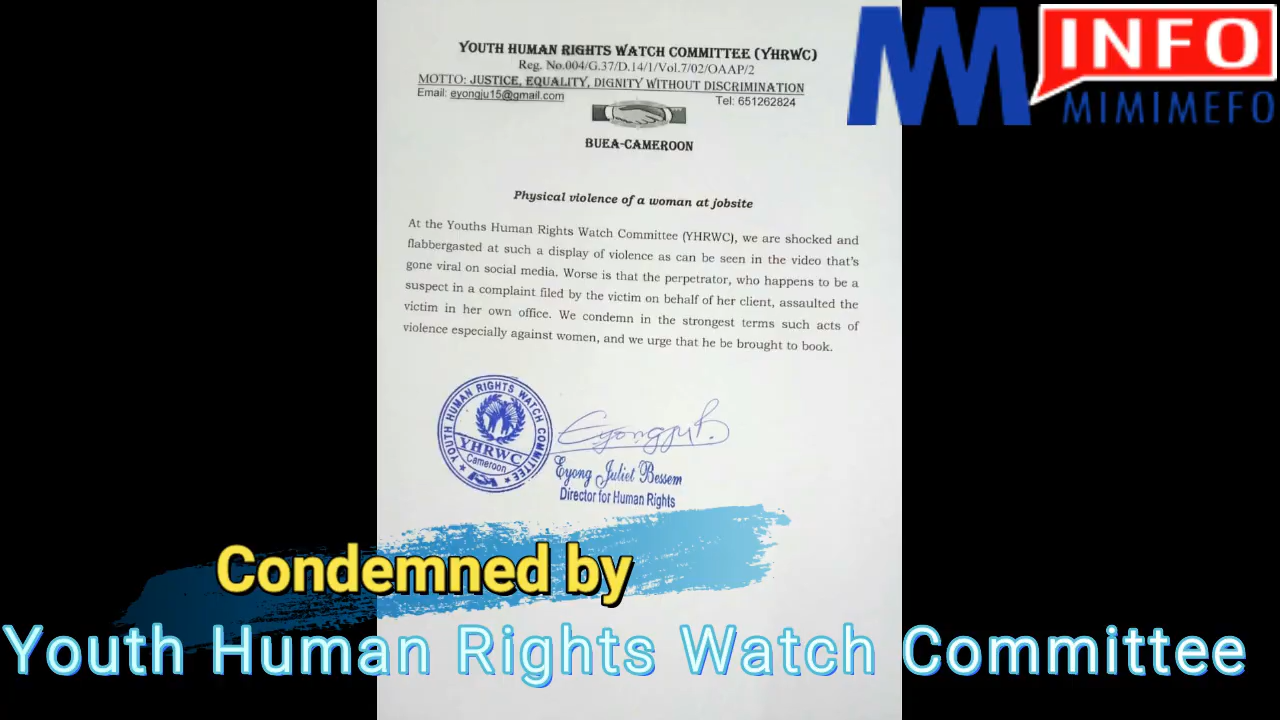 YOUTH HUMAN RIGHTS WATCH COMMITTEE (YHRWC)
Reg. No.004/G.37/D.14/1/Vol.7/02/OAAP/2
MOTTO: JUSTICE, EQUALITY, DIGNITY WITHOUT DISCRIMINATION
Email: eyongju15@gmail.com Tel: 651262824
BUEA-CAMEROON
INFO
MIMIMEFO
Physical violence of a woman at jobsite
At the Youths Human Rights Watch Committee (YHRWC), we are shocked and
flabbergasted at such a display of violence as can be seen in the video that's
gone viral on social media. Worse is that the perpetrator, who happens to be a
suspect in a complaint filed by the victim on behalf of her client, assaulted the
victim in her own office. We condemn in the strongest terms such acts of
violence especially against women, and we urge that he be brought to book.
YOUTH HUMAN RIGHTS WATCH COMMITTEE
YHRWC
Cameroon
Eyongju B.
Eyong Juliet Bessem
Director for Human Rights
Condemned by
Youth Human Rights Watch Committee